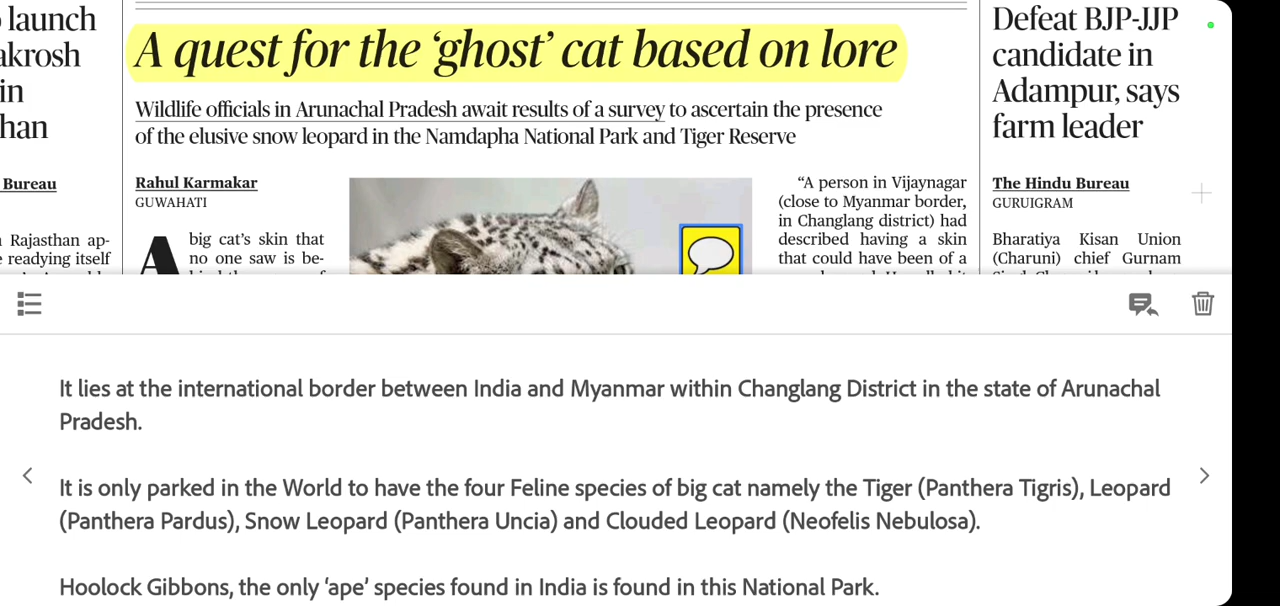 launch
akrosh
in
han
Bureau
Rajasthan ap-
readying itself
A quest for the ‘ghost’ cat based on lore
Wildlife officials in Arunachal Pradesh await results of a survey to ascertain the presence
of the elusive snow leopard in the Namdapha National Park and Tiger Reserve
Rahul Karmakar
GUWAHATI
A big cat’s skin that
no one saw is be-
“A person in Vijaynagar
(close to Myanmar border,
in Changlang district) had
described having a skin
that could have been of a
Defeat BJP-JJP
candidate in
Adampur, says
farm leader
The Hindu Bureau
GURUIGRAM
Bharatiya Kisan Union
(Charuni) chief Gurnam
It lies at the international border between India and Myanmar within Changlang District in the state of Arunachal
Pradesh.
It is only parked in the World to have the four Feline species of big cat namely the Tiger (Panthera Tigris), Leopard
(Panthera Pardus), Snow Leopard (Panthera Uncia) and Clouded Leopard (Neofelis Nebulosa).
Hoolock Gibbons, the only ‘ape’ species found in India is found in this National Park.